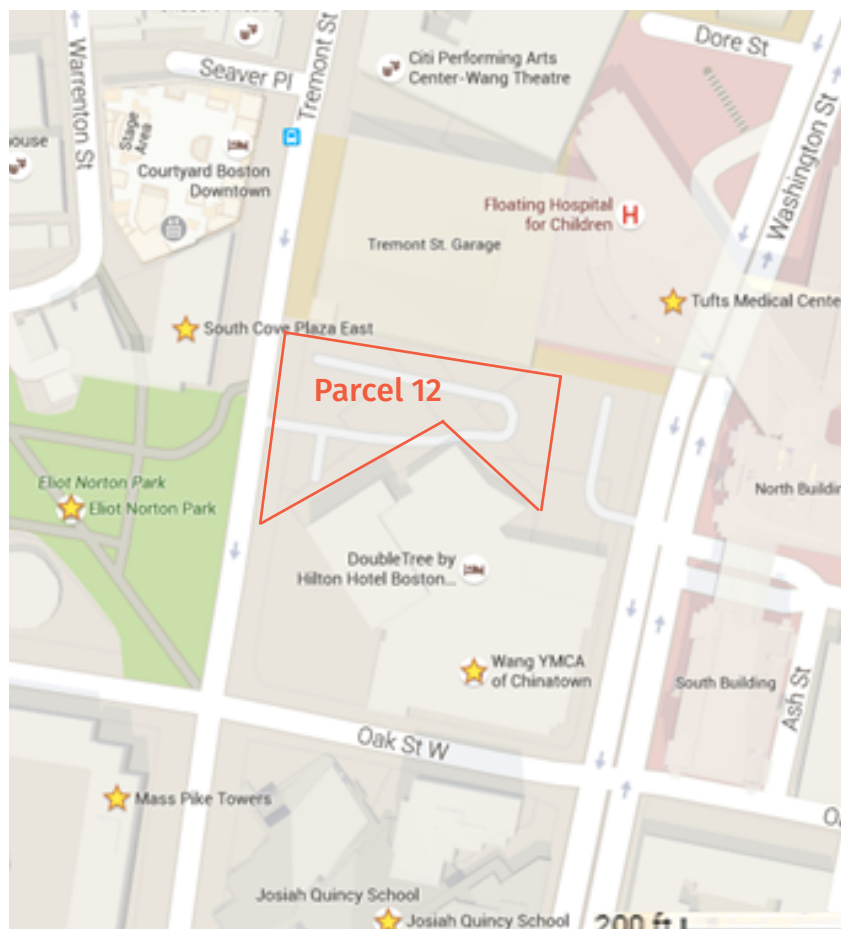 Tremont St
Dore St
Warrenton St
Seaver Pl
Citi Performing Arts
Center-Wang Theatre
Washington St
Stage
Area
ouse
Courtyard Boston
Downtown
Floating Hospital
for Children
H
Tremont St. Garage
Tufts Medical Cente
South Cove Plaza East
Parcel 12
Eliot Norton Park
Eliot Norton Park
North Buildin
DoubleTree by
Hilton Hotel Boston...
Wang YMCA
of Chinatown
South Building
Ash St
Oak St W
Mass Pike Towers
Josiah Quincy School
Josiah Quincy School
200 ft